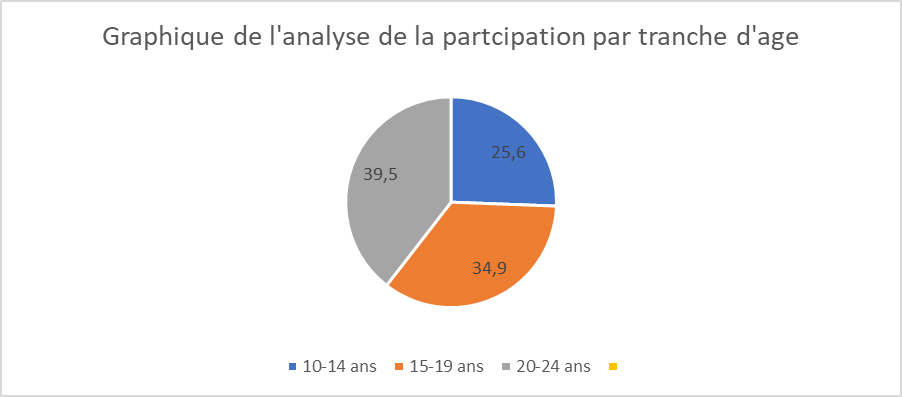 Graphique de l'analyse de la partcipation par tranche d'age
25,6
39,5
34,9
10-14 ans 15-19 ans 20-24 ans